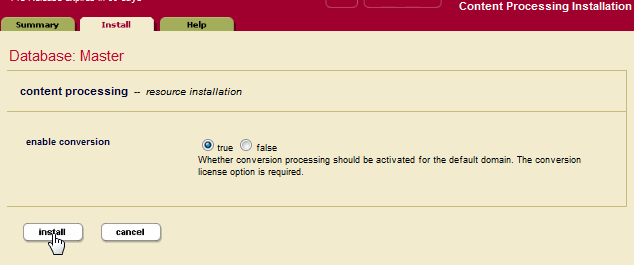 Content Processing Installation
Summary Install Help
Database: Master
content processing -- resource installation
enable conversion
true false
Whether conversion processing should be activated for the default domain. The conversion
license option is required.
install cancel